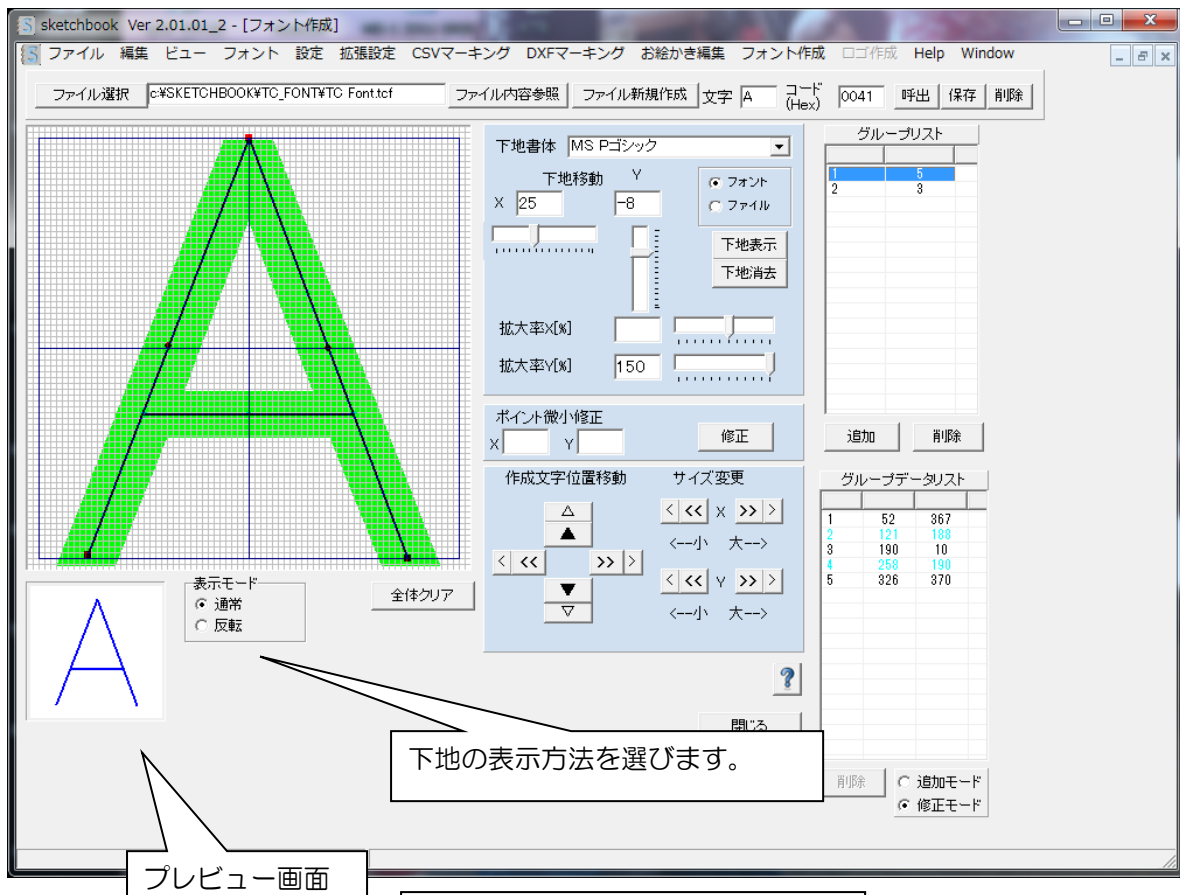 sketchbook Ver 2.01.01_2 - [フォント作成]
ファイル 編集 ビュー フォント 設定 拡張設定 CSVマーキング DXFマーキング お絵かき編集 フォント作成 ロゴ作成 Help Window
ファイル選択 c:¥SKETCHBOOK¥TC_FONT¥TC Font.tcf ファイル内容参照 ファイル新規作成 文字 A コード(Hex) 0041 呼出 保存 削除
下地書体 MS Pゴシック
下地移動 Y
X 25 -8
フォント
ファイル
下地表示
下地消去
拡大率X[%]
拡大率Y[%] 150
ポイント微小修正
X Y 修正
作成文字位置移動 サイズ変更
△
▲
< << >> >
▼
▽
< << X >> >
<--小 大-->
< << Y >> >
<--小 大-->
グループリスト
1 5
2 3
追加 削除
グループデータリスト
1 52 367
2 121 188
3 190 10
4 258 190
5 326 370
削除
追加モード
修正モード
表示モード
通常
反転
全体クリア
?
閉じる
下地の表示方法を選びます。
プレビュー画面